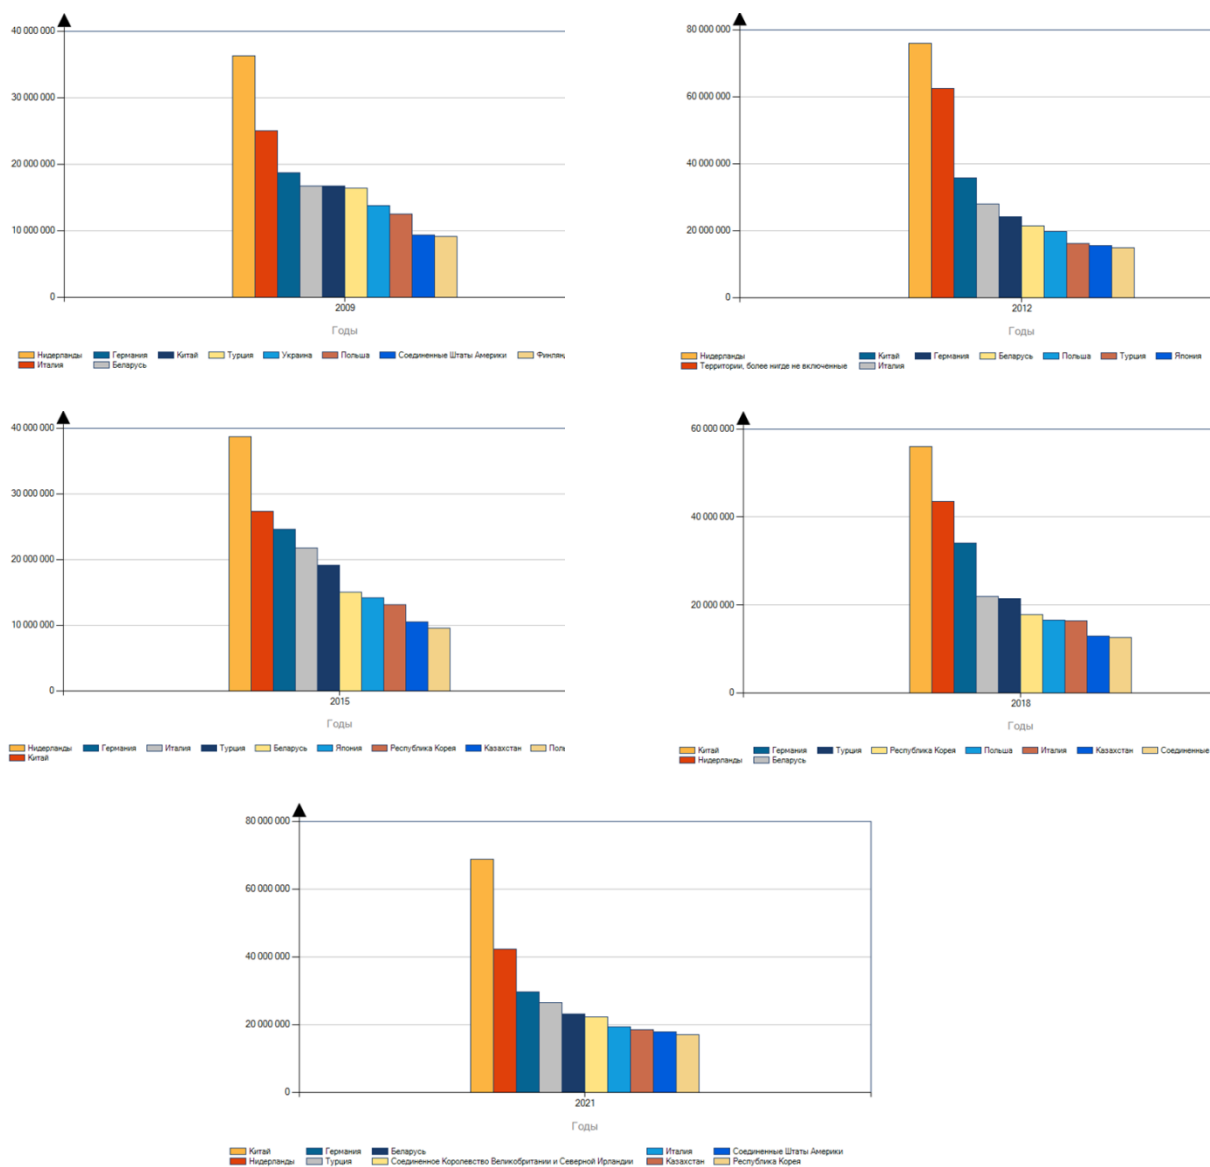 40 000 000
30 000 000
20 000 000
10 000 000
0
2009
Годы
Нидерланды Германия Китай Турция Украина Польша Соединенные Штаты Америки Финлянд
Италия Беларусь
80 000 000
60 000 000
40 000 000
20 000 000
0
2012
Годы
Нидерланды Китай Германия Беларусь Польша Турция Япония
Территории, более нигде не включенные Италия
40 000 000
30 000 000
20 000 000
10 000 000
0
2015
Годы
Нидерланды Германия Италия Турция Беларусь Япония Республика Корея Казахстан Поль
Китай
60 000 000
40 000 000
20 000 000
0
2018
Годы
Китай Германия Турция Республика Корея Польша Италия Казахстан Соединенные
Нидерланды Беларусь
80 000 000
60 000 000
40 000 000
20 000 000
0
2021
Годы
Китай Германия Беларусь Италия Соединенные Штаты Америки
Нидерланды Турция Соединенное Королевство Великобритании и Северной Ирландии Казахстан Республика Корея